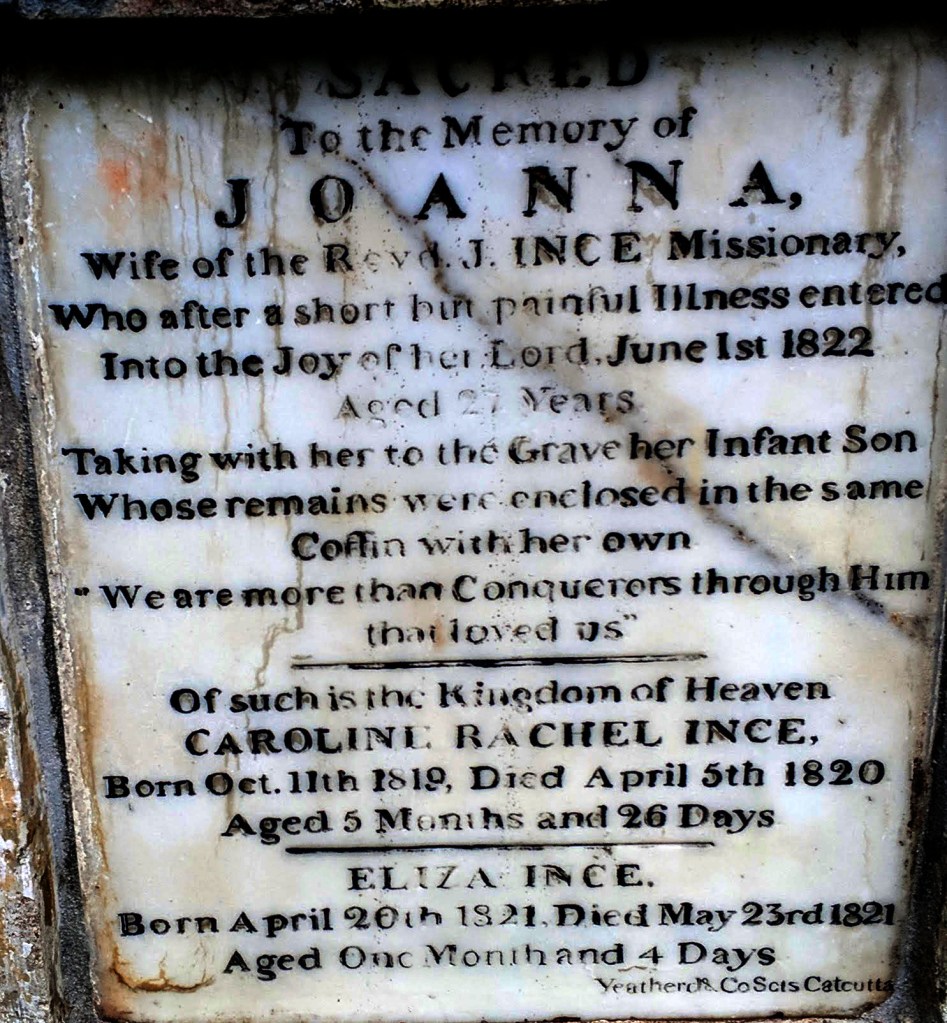 SACRED
To the Memory of
JOANNA,
Wife of the Revd. J. INCE Missionary,
Who after a short but painful Illness entered
Into the Joy of her Lord, June 1st 1822
Aged 27 Years
Taking with her to the Grave her Infant Son
Whose remains were enclosed in the same
Coffin with her own
"We are more than Conquerors through Him
that loved us"
Of such is the Kingdom of Heaven
CAROLINE RACHEL INCE,
Born Oct. 11th 1819, Died April 5th 1820
Aged 5 Months and 26 Days
ELIZA INCE.
Born April 20th 1821, Died May 23rd 1821
Aged One Month and 4 Days
& Co Calcutta